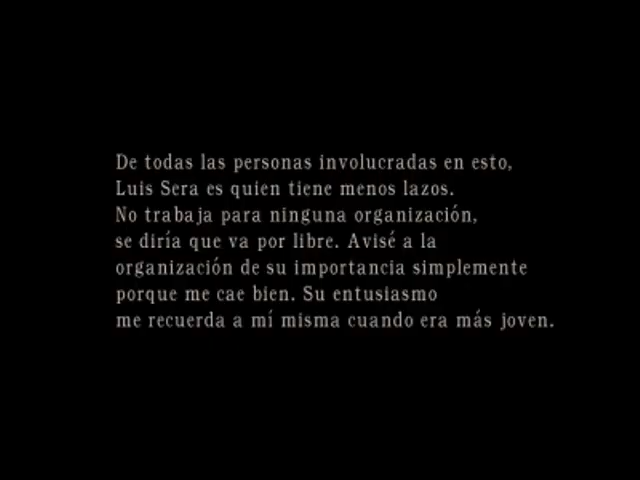 De todas las personas involucradas en esto,
Luis Sera es quien tiene menos lazos.
No trabaja para ninguna organización,
se diría que va por libre. Avisé a la
organización de su importancia simplemente
porque me cae bien. Su entusiasmo
me recuerda a mí misma cuando era más joven.